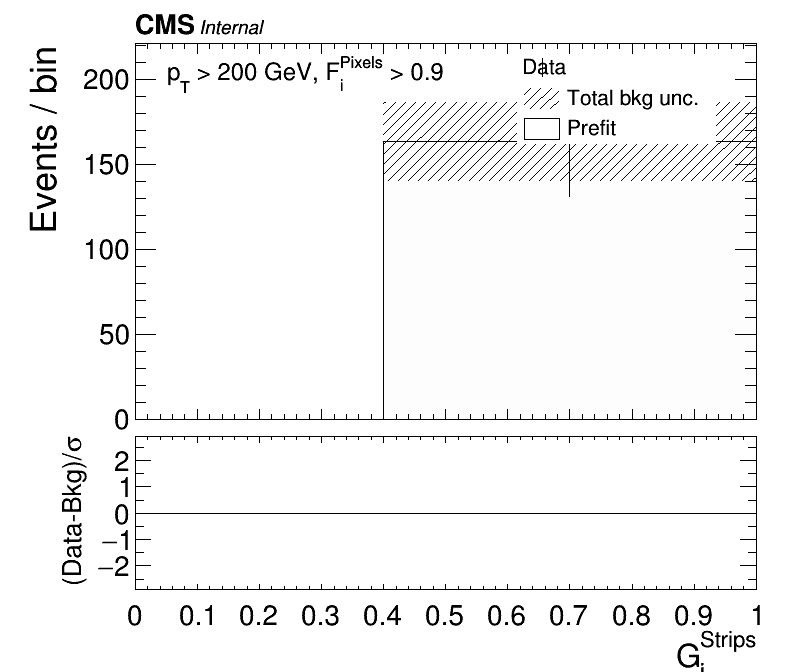 CMS Internal
Events / bin
p_T > 200 GeV, F_i^Pixels > 0.9
Data
Total bkg unc.
Prefit
200
150
100
50
0
(Data-Bkg)/σ
2
1
0
−1
−2
0 0.1 0.2 0.3 0.4 0.5 0.6 0.7 0.8 0.9 1
G_i^Strips